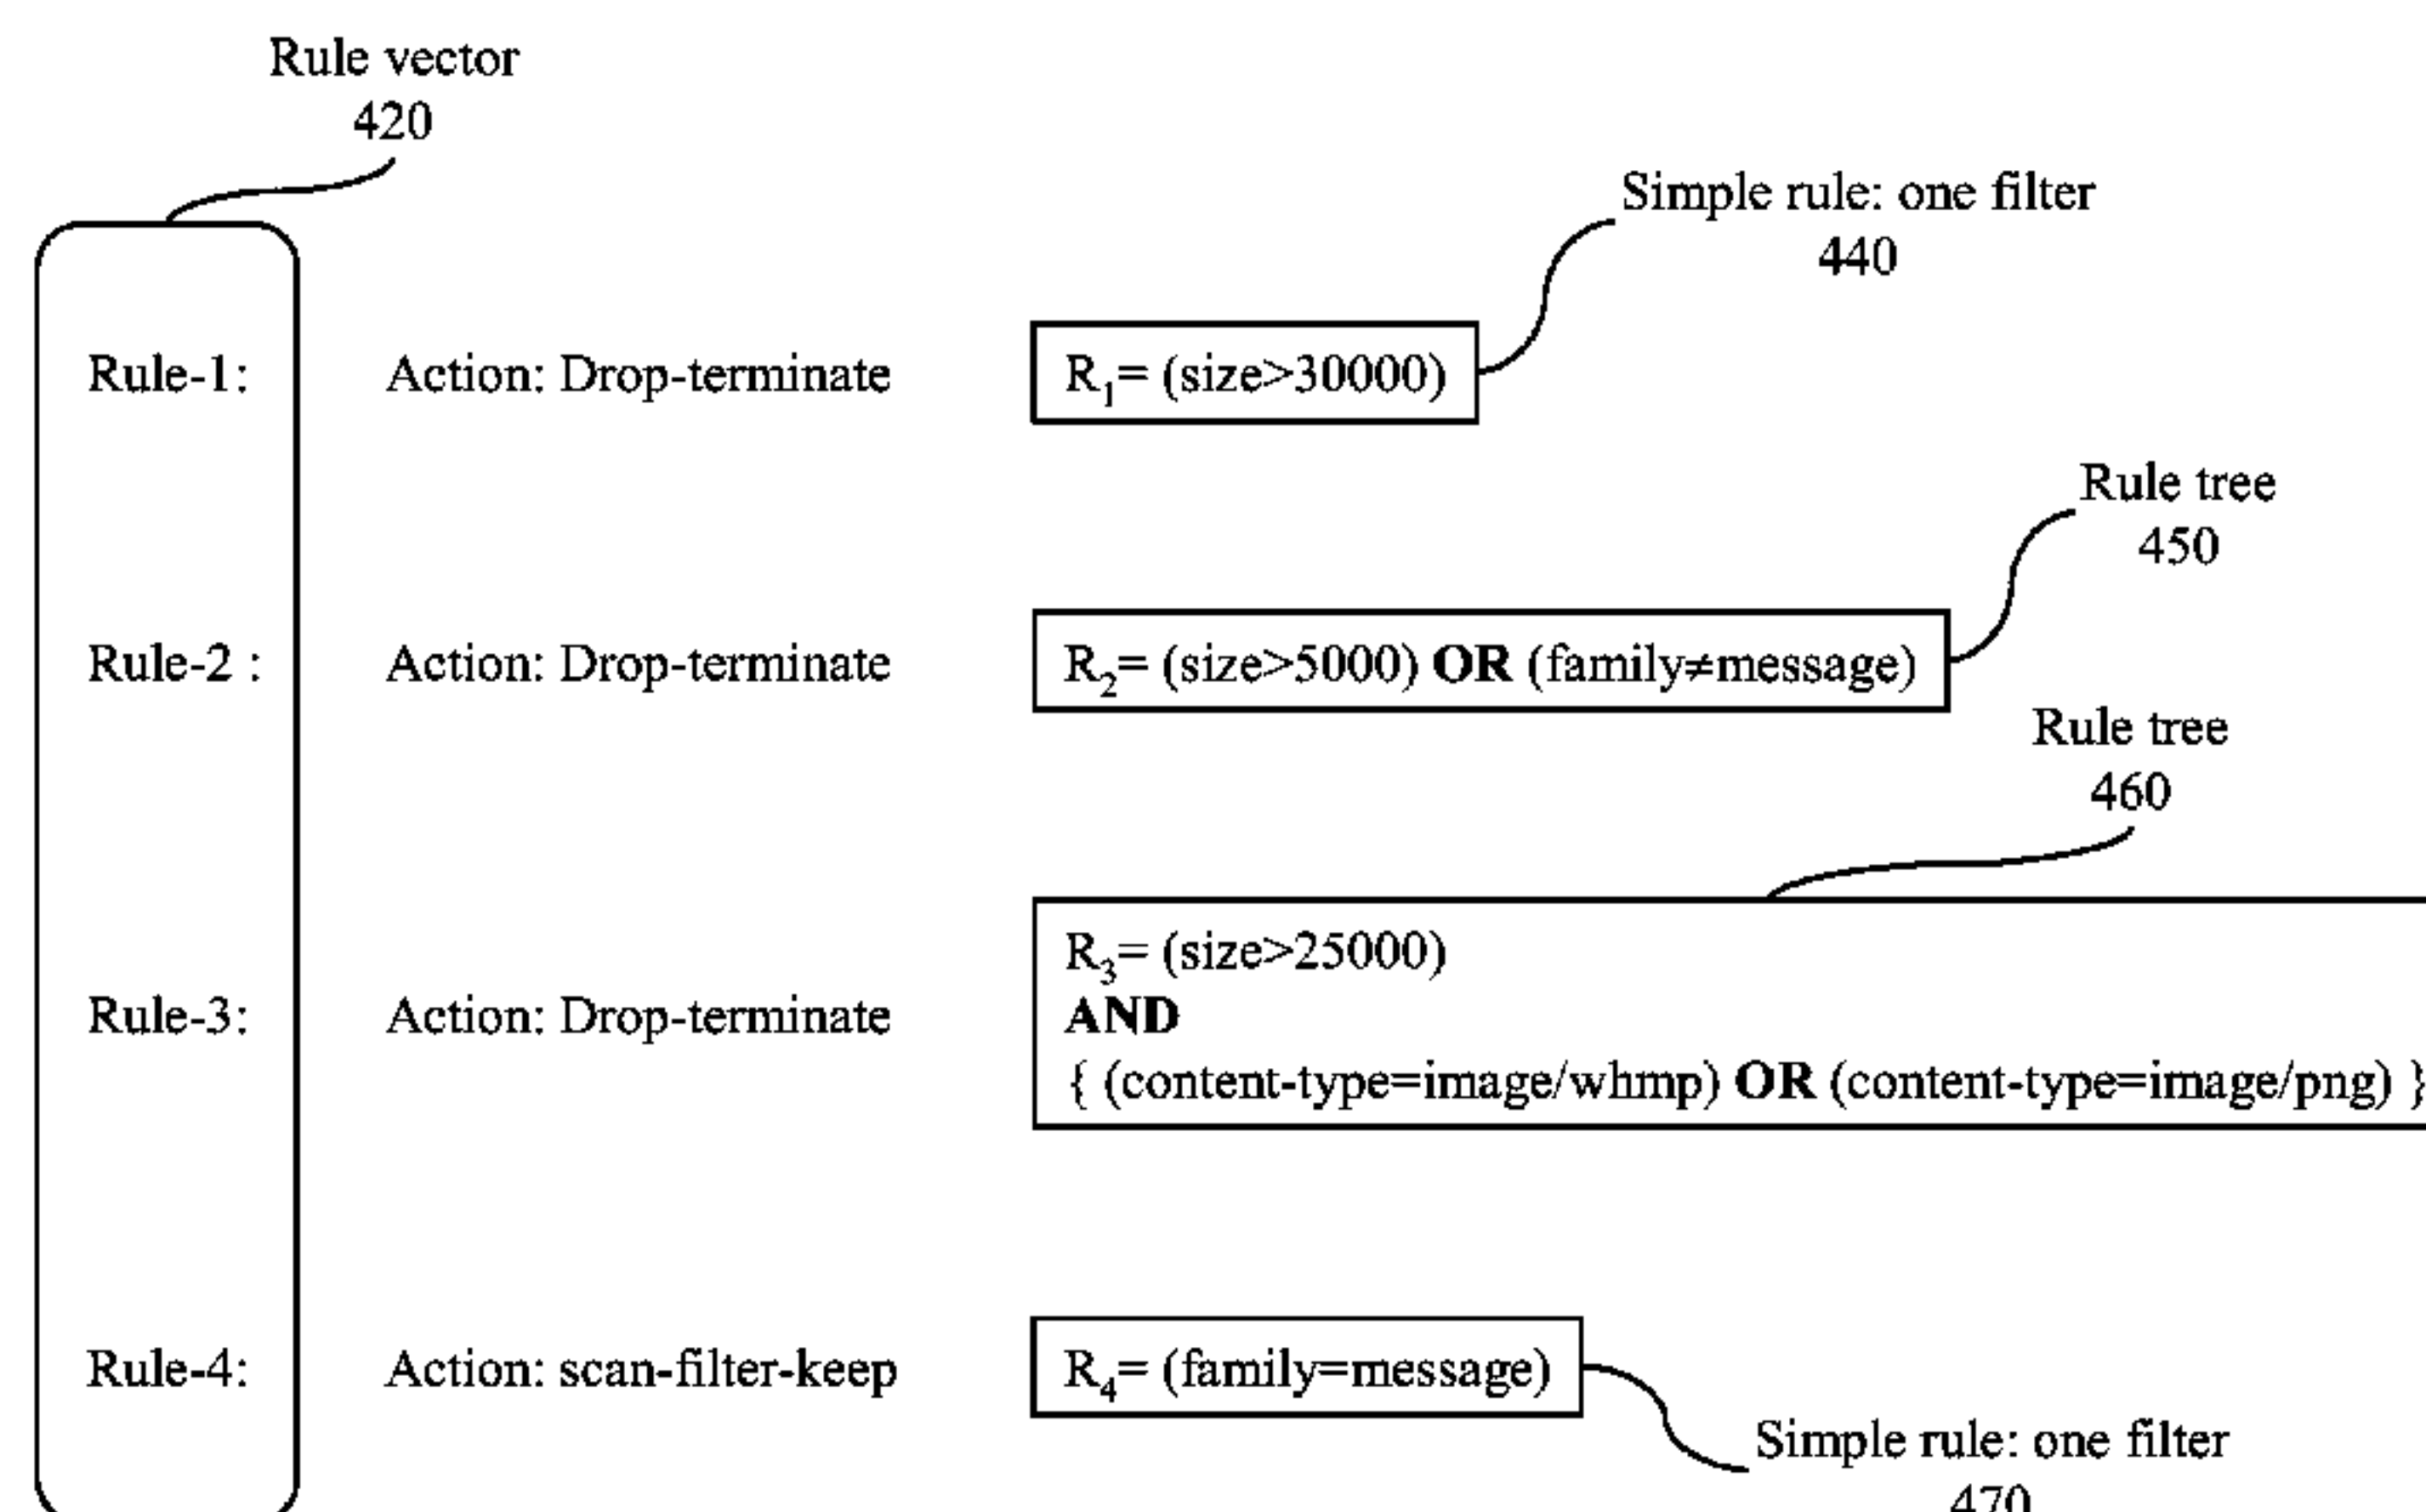 Rule vector
420
Simple rule: one filter
440
Rule-1: Action: Drop-terminate R₁= (size>30000)
Rule tree
450
Rule-2 : Action: Drop-terminate R₂= (size>5000) OR (family≠message)
Rule tree
460
R₃= (size>25000)
Rule-3: Action: Drop-terminate AND
{ (content-type=image/whmp) OR (content-type=image/png) }
Rule-4: Action: scan-filter-keep R₄= (family=message)
Simple rule: one filter
470